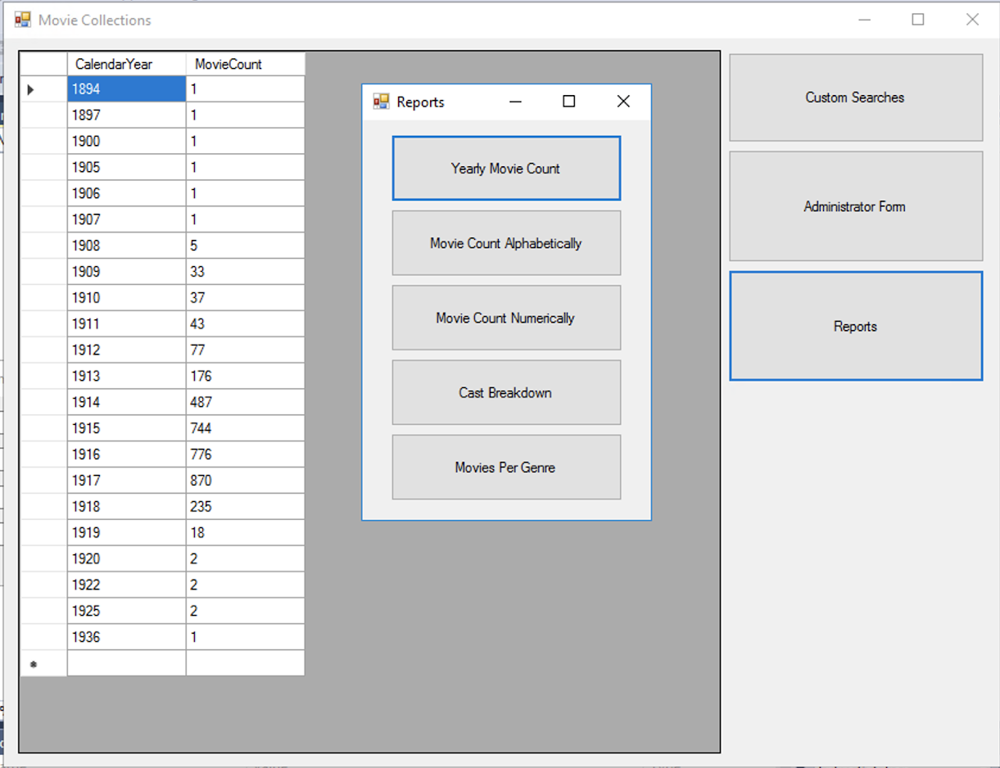 Movie Collections
CalendarYear MovieCount
1894 1
1897 1
1900 1
1905 1
1906 1
1907 1
1908 5
1909 33
1910 37
1911 43
1912 77
1913 176
1914 487
1915 744
1916 776
1917 870
1918 235
1919 18
1920 2
1922 2
1925 2
1936 1
Reports
Yearly Movie Count
Movie Count Alphabetically
Movie Count Numerically
Cast Breakdown
Movies Per Genre
Custom Searches
Administrator Form
Reports